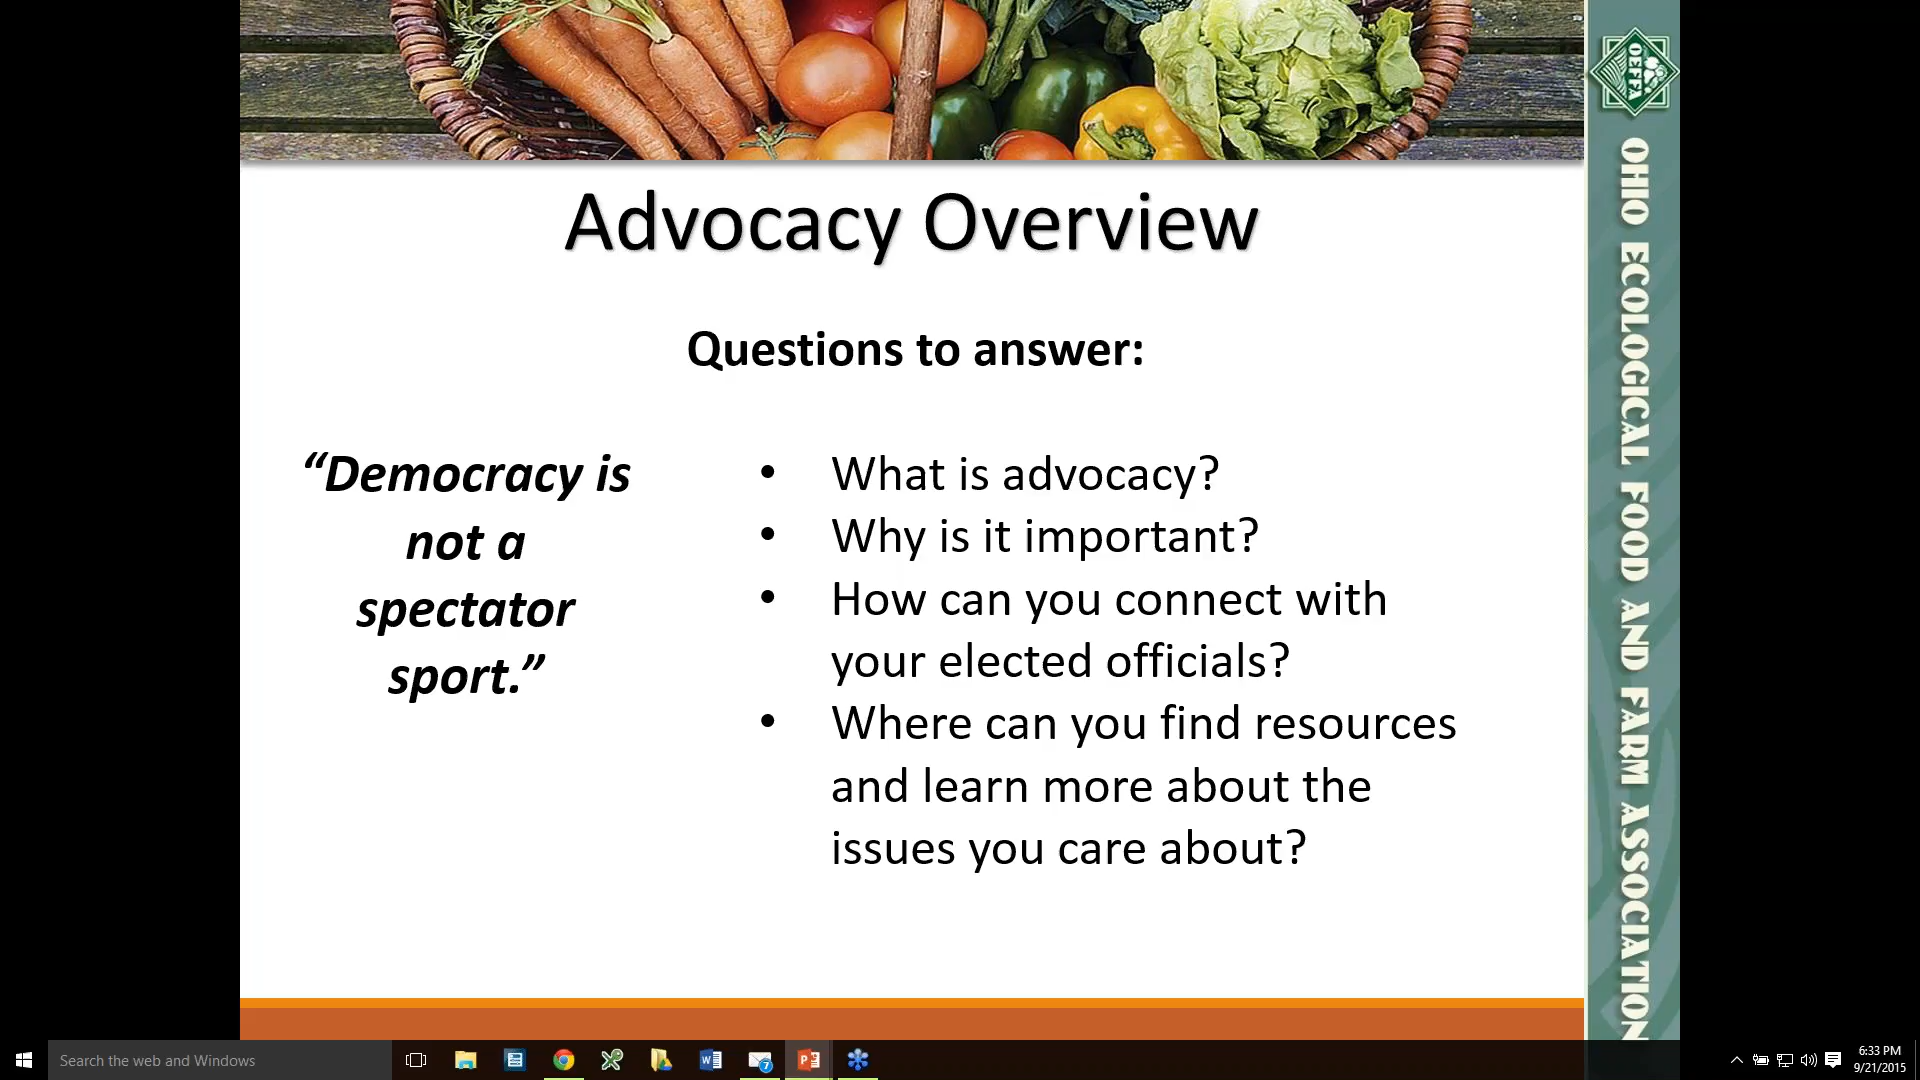 Advocacy Overview
Questions to answer:
“Democracy is
not a
spectator
sport.”
• What is advocacy?
• Why is it important?
• How can you connect with
your elected officials?
• Where can you find resources
and learn more about the
issues you care about?
OEFFA
OHIO ECOLOGICAL FOOD AND FARM ASSOCIATION
Search the web and Windows
7
6:33 PM
9/21/2015